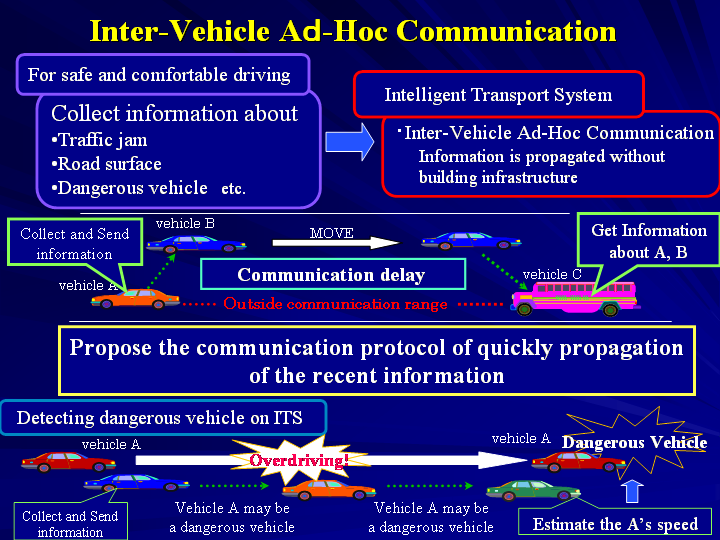 Inter-Vehicle Ad-Hoc Communication
For safe and comfortable driving
Collect information about
•Traffic jam
•Road surface
•Dangerous vehicle etc.
Intelligent Transport System
・Inter-Vehicle Ad-Hoc Communication
Information is propagated without
building infrastructure
Collect and Send
information
vehicle B
MOVE
Get Information
about A, B
vehicle A
Communication delay
vehicle C
Outside communication range
Propose the communication protocol of quickly propagation
of the recent information
Detecting dangerous vehicle on ITS
vehicle A
Overdriving!
vehicle A
Dangerous Vehicle
Collect and Send
information
Vehicle A may be
a dangerous vehicle
Vehicle A may be
a dangerous vehicle
Estimate the A's speed